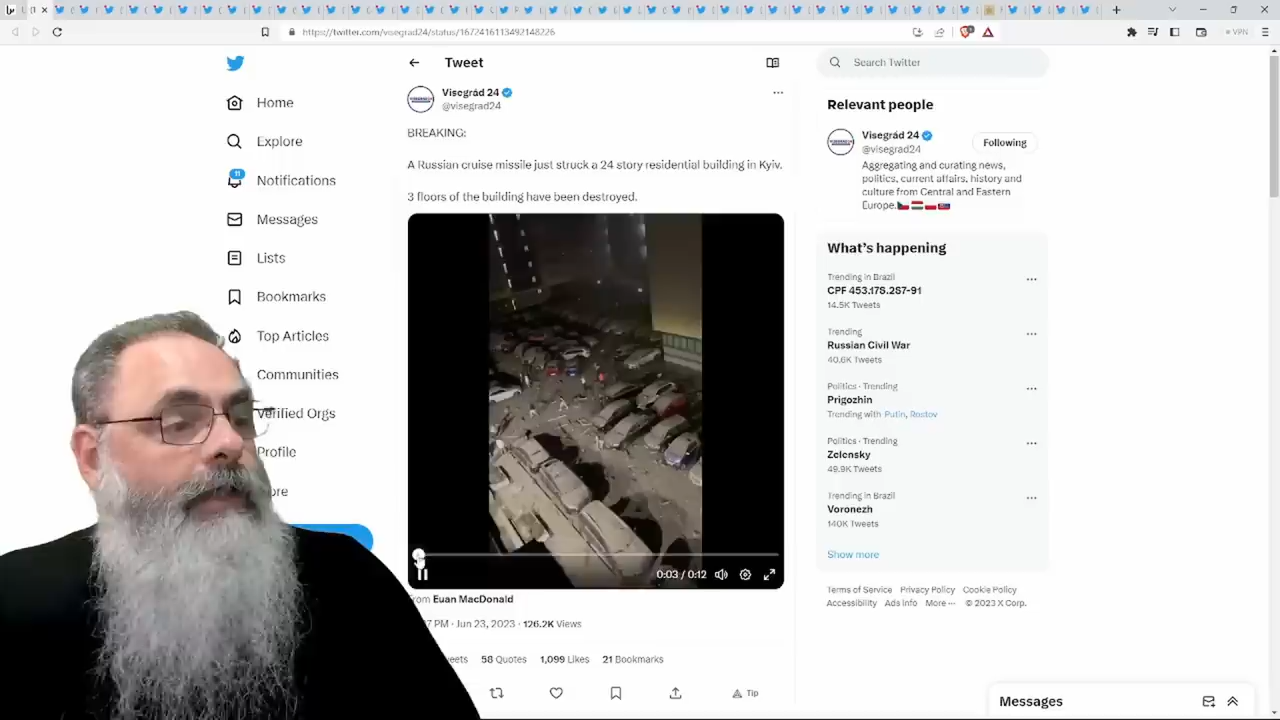 https://twitter.com/visegrad24/status/1672416113492148226
VPN
Home
Explore
11
Notifications
Messages
Lists
Bookmarks
Top Articles
Communities
Verified Orgs
Profile
Tweet
Visegrád 24
@visegrad24
BREAKING:
A Russian cruise missile just struck a 24 story residential building in Kyiv.
3 floors of the building have been destroyed.
0:03 / 0:12
From Euan MacDonald
PM · Jun 23, 2023 · 126.2K Views
58 Quotes 1,099 Likes 21 Bookmarks
Tip
Search Twitter
Relevant people
Visegrád 24
@visegrad24
Following
Aggregating and curating news,
politics, current affairs, history and
culture from Central and Eastern
Europe.
What's happening
Trending in Brazil
CPF 453.178.287-91
14.5K Tweets
Trending
Russian Civil War
40.6K Tweets
Politics · Trending
Prigozhin
Trending with Putin, Rostov
Politics · Trending
Zelensky
49.9K Tweets
Trending in Brazil
Voronezh
140K Tweets
Show more
Terms of Service Privacy Policy Cookie Policy
Accessibility Ads info More ··· © 2023 X Corp.
Messages